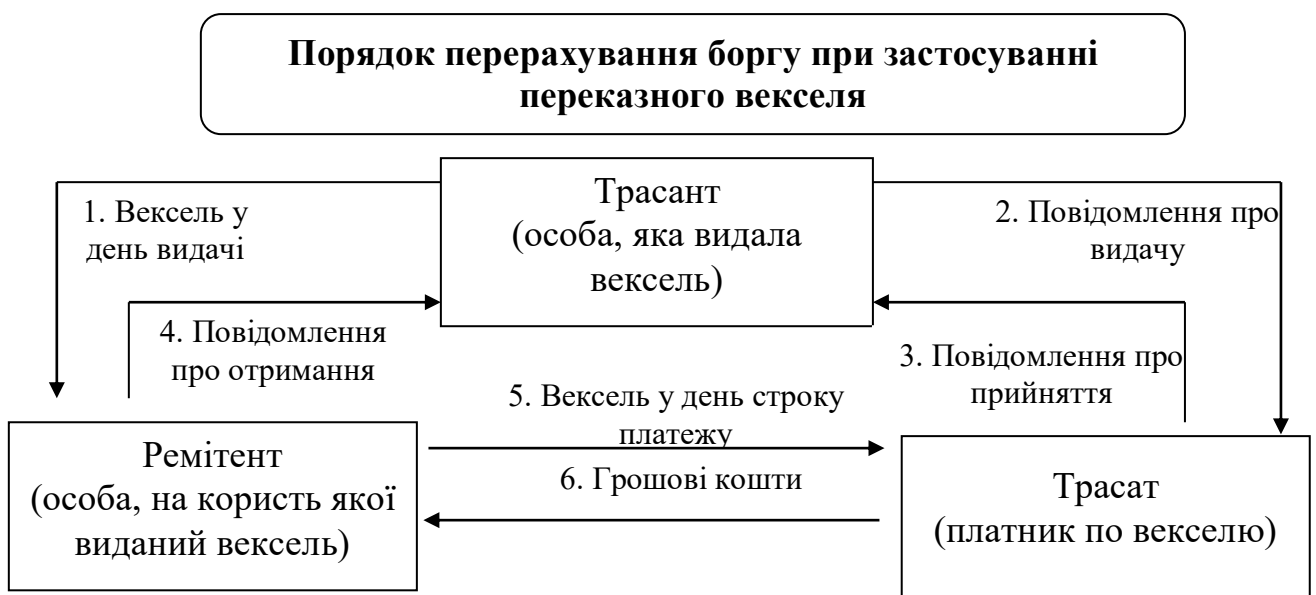 Порядок перерахування боргу при застосуванні
переказного векселя
Трасант
(особа, яка видала
вексель)
1. Вексель у
день видачі
2. Повідомлення про
видачу
4. Повідомлення
про отримання
3. Повідомлення про
прийняття
5. Вексель у день строку
платежу
6. Грошові кошти
Ремітент
(особа, на користь якої
виданий вексель)
Трасат
(платник по векселю)